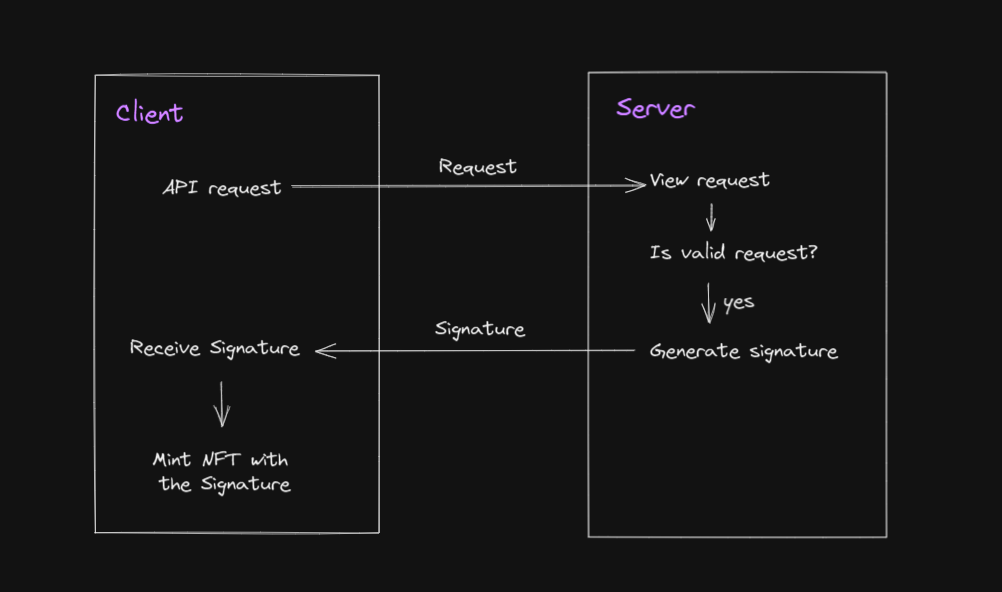 Client
Server
API request
Request
View request
Is valid request?
yes
Signature
Generate signature
Receive Signature
Mint NFT with
the Signature